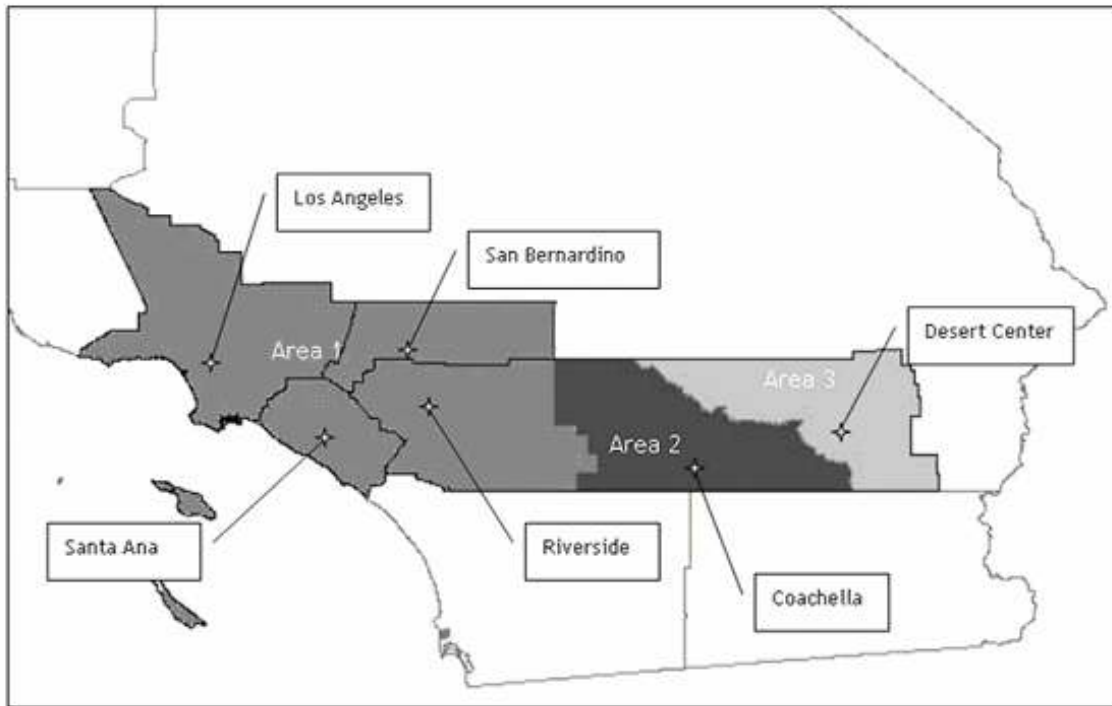 Los Angeles
San Bernardino
Desert Center
Area 1
Area 3
Area 2
Santa Ana
Riverside
Coachella